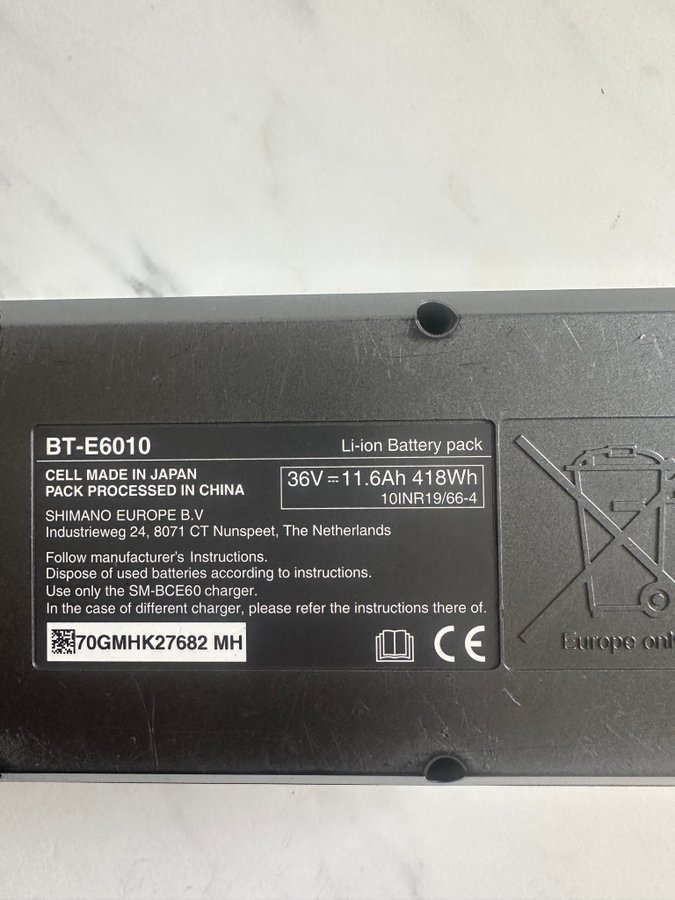 BT-E6010
Li-ion Battery pack
CELL MADE IN JAPAN
PACK PROCESSED IN CHINA
36V⎓11.6Ah 418Wh
10INR19/66-4
SHIMANO EUROPE B.V
Industrieweg 24, 8071 CT Nunspeet, The Netherlands
Follow manufacturer's Instructions.
Dispose of used batteries according to instructions.
Use only the SM-BCE60 charger.
In the case of different charger, please refer the instructions there of.
70GMHK27682 MH
CE
Europe only